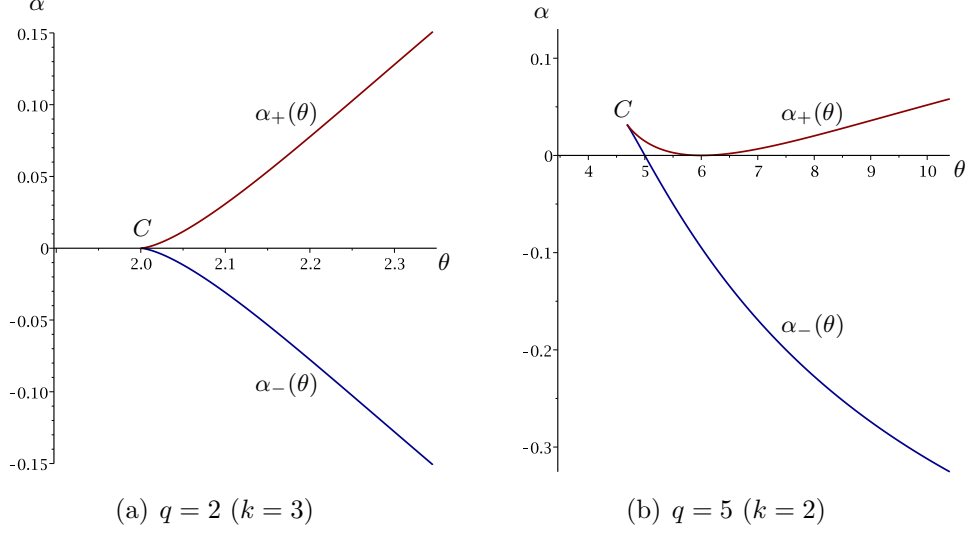 α
0.15
0.10
0.05
0
-0.05
-0.10
-0.15
2.0
2.1
2.2
2.3
θ
C
α₊(θ)
α₋(θ)
(a) q = 2 (k = 3)
α
0.1
0
-0.1
-0.2
-0.3
4
5
6
7
8
9
10
θ
C
α₊(θ)
α₋(θ)
(b) q = 5 (k = 2)